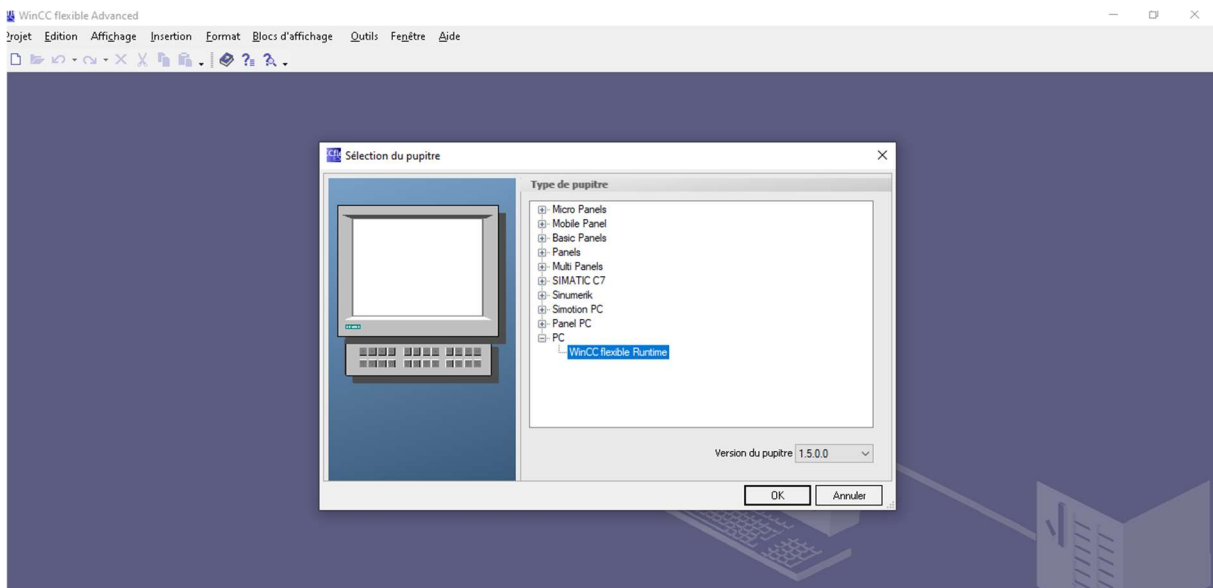 WinCC flexible Advanced
Projet Edition Affichage Insertion Format Blocs d'affichage Outils Fenêtre Aide
Sélection du pupitre
Type de pupitre
Micro Panels
Mobile Panel
Basic Panels
Panels
Multi Panels
SIMATIC C7
Sinumerik
Simotion PC
Panel PC
PC
WinCC flexible Runtime
Version du pupitre 1.5.0.0
OK Annuler